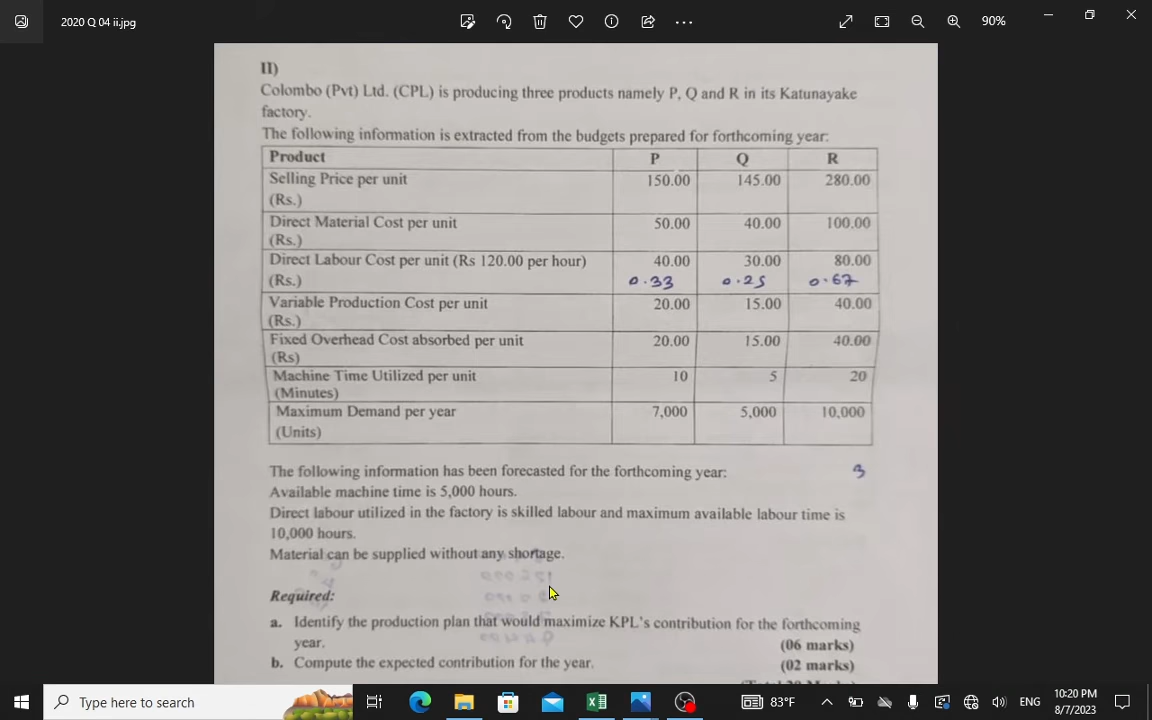 2020 Q 04 ii.jpg
90%
II)
Colombo (Pvt) Ltd. (CPL) is producing three products namely P, Q and R in its Katunayake
factory.
The following information is extracted from the budgets prepared for forthcoming year:
Product P Q R
Selling Price per unit 150.00 145.00 280.00
(Rs.)
Direct Material Cost per unit 50.00 40.00 100.00
(Rs.)
Direct Labour Cost per unit (Rs 120.00 per hour) 40.00 30.00 80.00
(Rs.) 0.33 0.25 0.67
Variable Production Cost per unit 20.00 15.00 40.00
(Rs.)
Fixed Overhead Cost absorbed per unit 20.00 15.00 40.00
(Rs)
Machine Time Utilized per unit 10 5 20
(Minutes)
Maximum Demand per year 7,000 5,000 10,000
(Units)
The following information has been forecasted for the forthcoming year:
Available machine time is 5,000 hours.
Direct labour utilized in the factory is skilled labour and maximum available labour time is
10,000 hours.
Material can be supplied without any shortage.
Required:
a. Identify the production plan that would maximize KPL's contribution for the forthcoming
year. (06 marks)
b. Compute the expected contribution for the year. (02 marks)
Type here to search
83°F
ENG
10:20 PM
8/7/2023